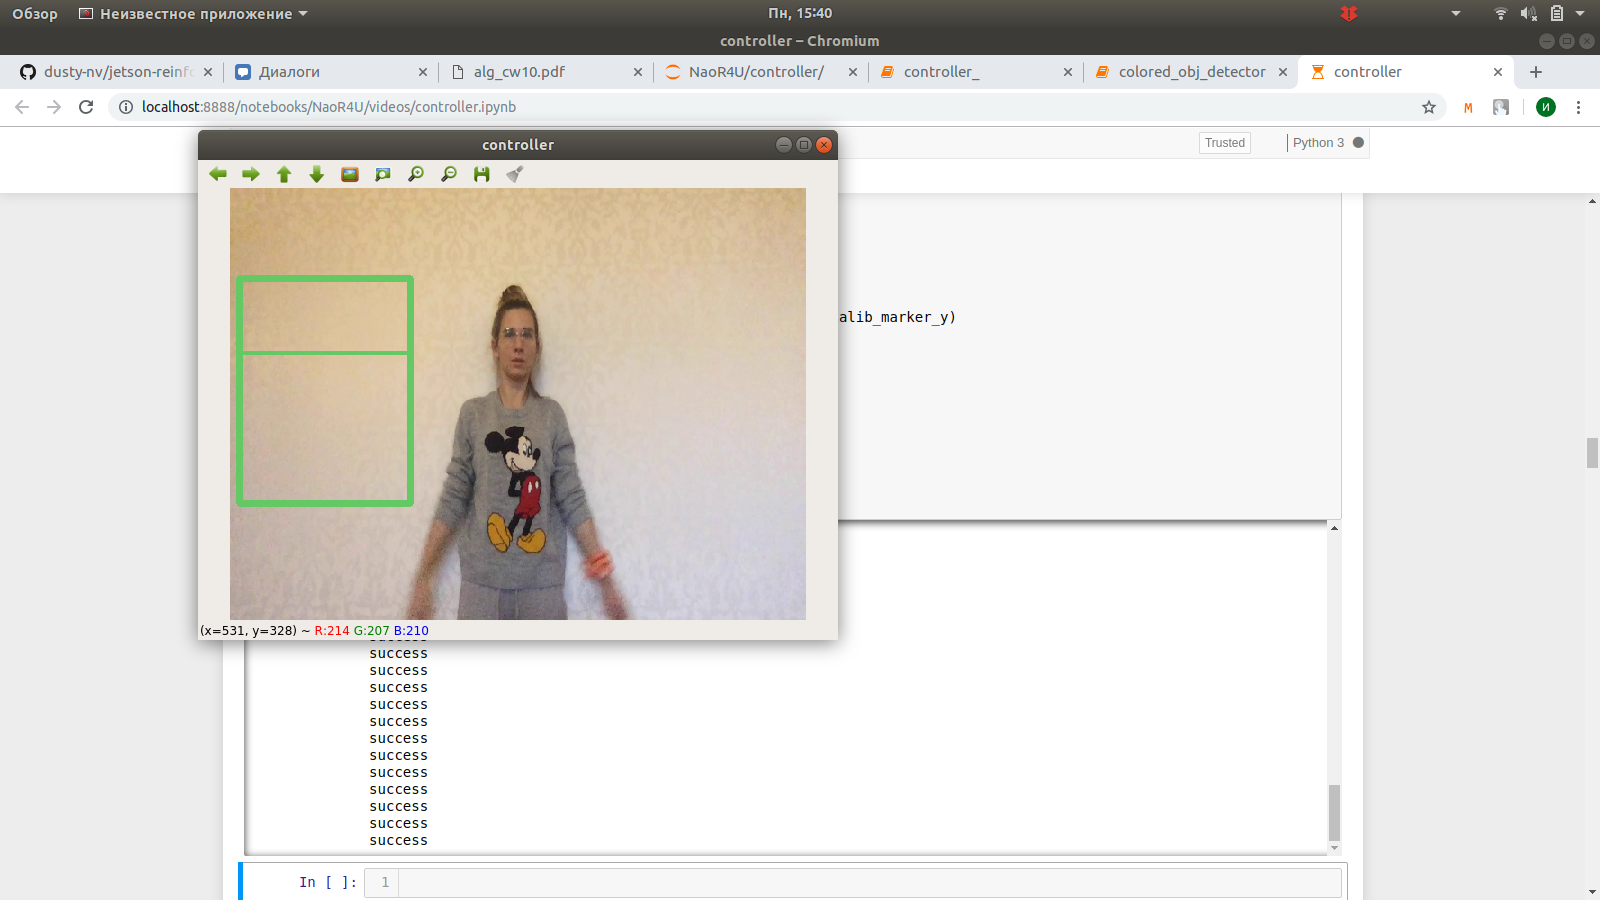 Обзор Неизвестное приложение Пн, 15:40
controller – Chromium
dusty-nv/jetson-reinfo Диалоги alg_cw10.pdf NaoR4U/controller/ controller_ colored_obj_detector controller
localhost:8888/notebooks/NaoR4U/videos/controller.ipynb M И
controller
Trusted Python 3
alib_marker_y)
(x=531, y=328) ~ R:214 G:207 B:210
success
success
success
success
success
success
success
success
success
success
success
success
success
In [ ]: 1